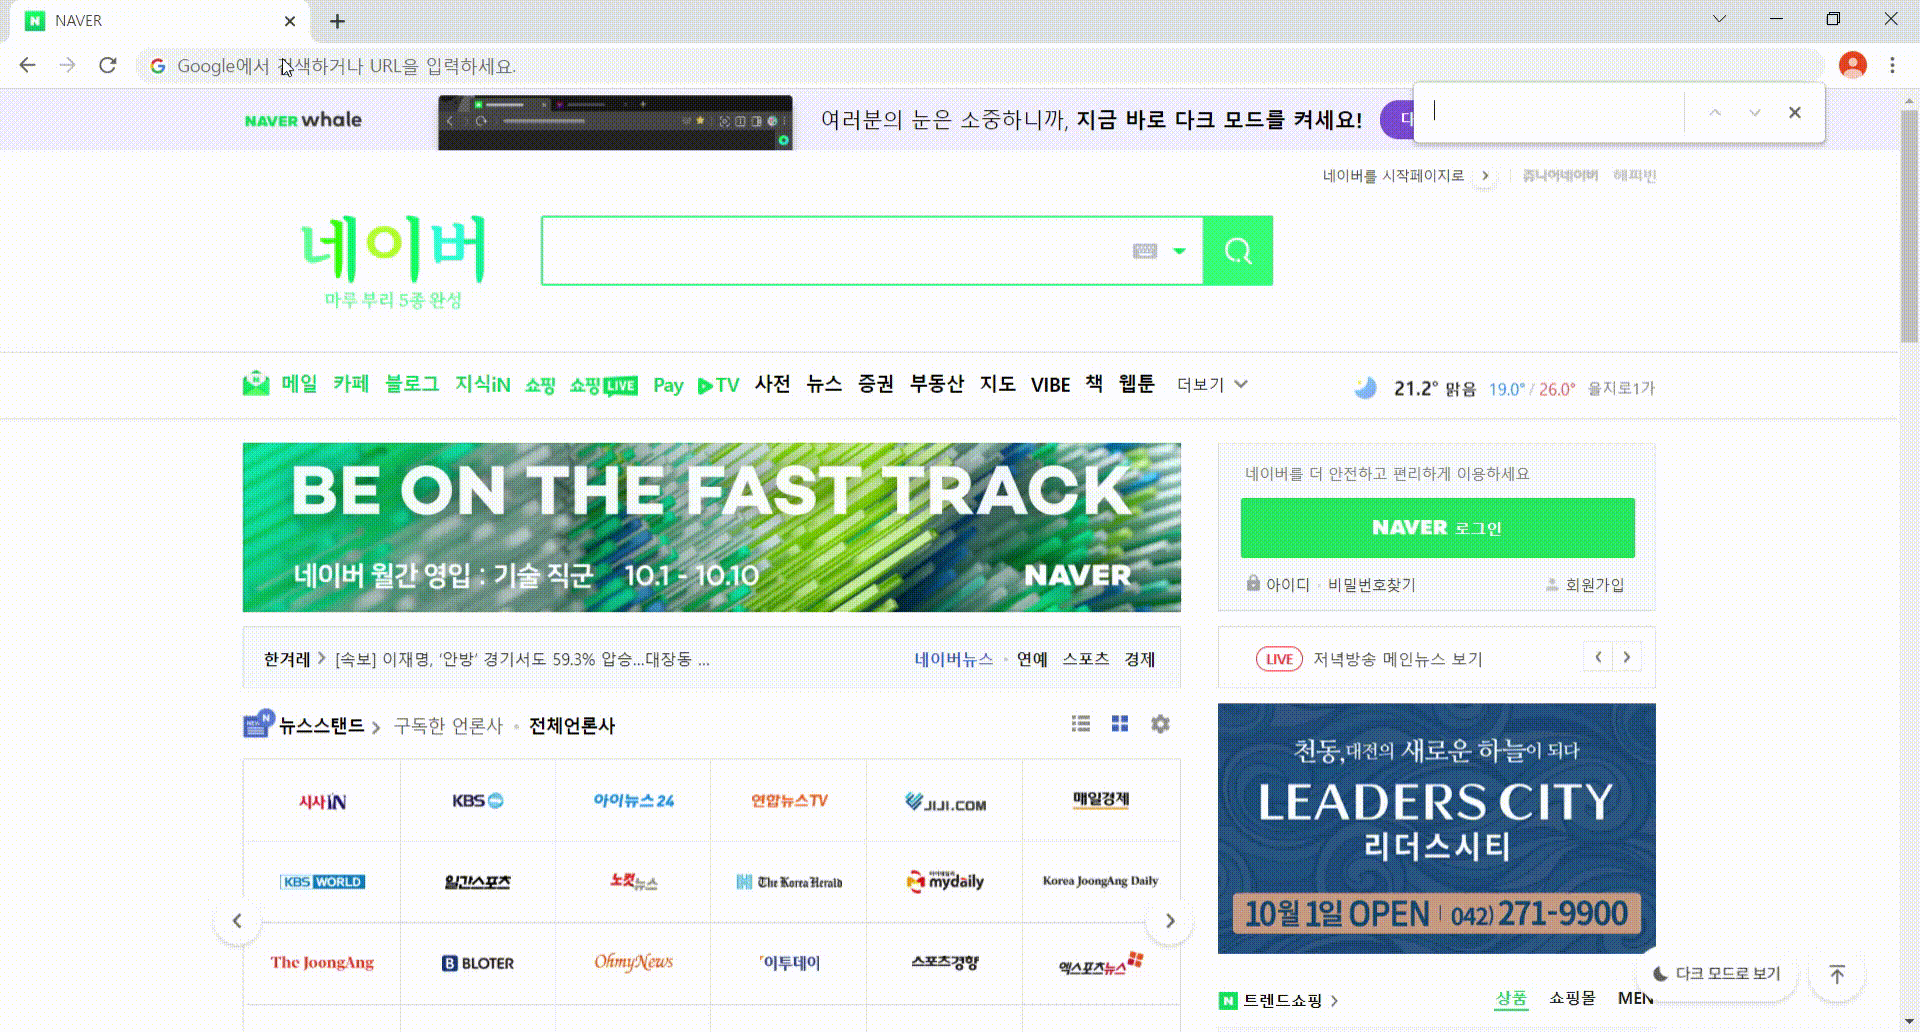 NAVER
Google에서 검색하거나 URL을 입력하세요.
NAVER whale
여러분의 눈은 소중하니까, 지금 바로 다크 모드를 켜세요!
네이버를 시작페이지로
쥬니어네이버 해피빈
네이버
마루 부리 5종 완성
메일 카페 블로그 지식iN 쇼핑 쇼핑LIVE Pay TV 사전 뉴스 증권 부동산 지도 VIBE 책 웹툰 더보기
21.2° 맑음 19.0° / 26.0° 을지로1가
BE ON THE FAST TRACK
네이버 월간 영입 : 기술 직군 10.1 - 10.10
NAVER
네이버를 더 안전하고 편리하게 이용하세요
NAVER 로그인
아이디 · 비밀번호찾기 회원가입
한겨레 [속보] 이재명, ‘안방’ 경기서도 59.3% 압승...대장동 ...
네이버뉴스 연예 스포츠 경제
LIVE 저녁방송 메인뉴스 보기
뉴스스탠드 구독한 언론사 전체언론사
시사IN KBS 아이뉴스24 연합뉴스TV JIJI.COM 매일경제
KBS WORLD 일간스포츠 노컷뉴스 The Korea Herald 마이데일리 mydaily Korea JoongAng Daily
The JoongAng BLOTER OhmyNews 이투데이 스포츠경향 엑스포츠뉴스
천동, 대전의 새로운 하늘이 되다
LEADERS CITY
리더스시티
10월 1일 OPEN 042) 271-9900
다크 모드로 보기
트렌드쇼핑 상품 쇼핑몰 MEN